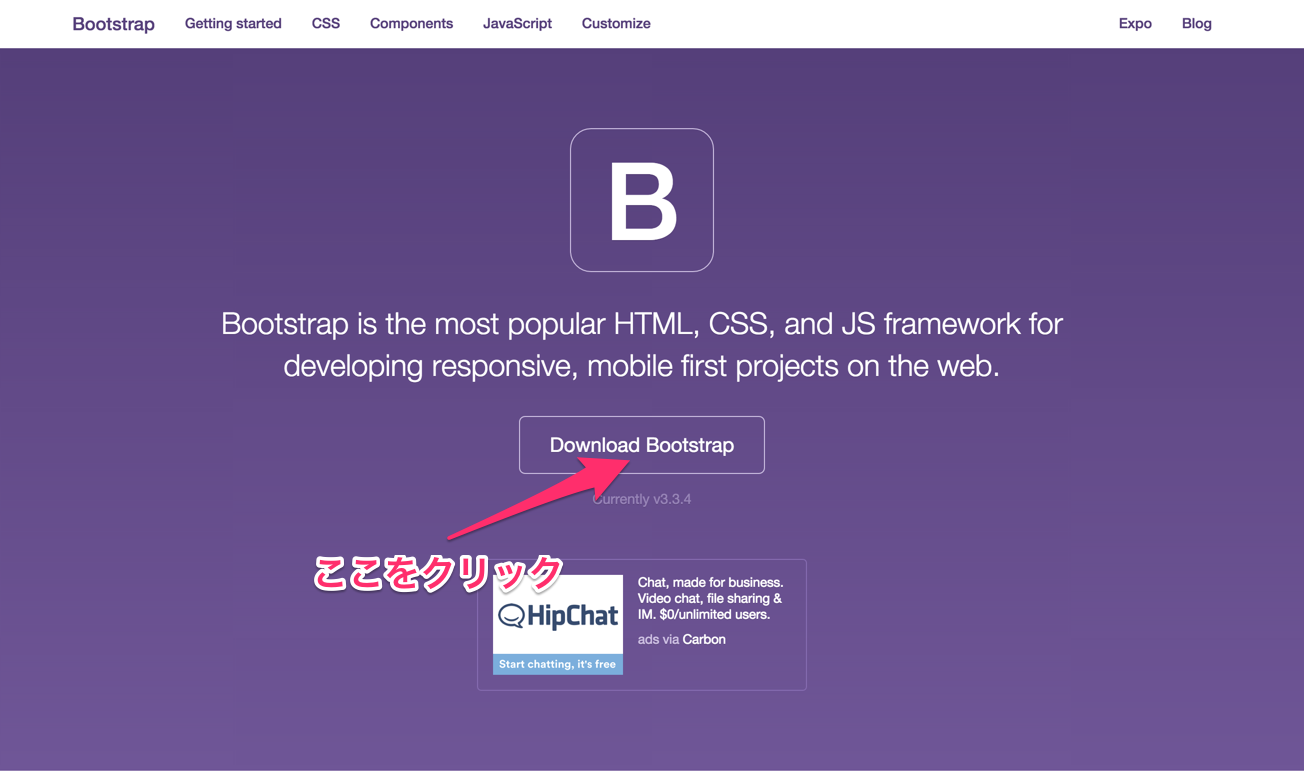 Bootstrap Getting started CSS Components JavaScript Customize Expo Blog
B
Bootstrap is the most popular HTML, CSS, and JS framework for
developing responsive, mobile first projects on the web.
Download Bootstrap
Currently v3.3.4
ここをクリック
HipChat
Start chatting, it's free
Chat, made for business.
Video chat, file sharing &
IM. $0/unlimited users.
ads via Carbon